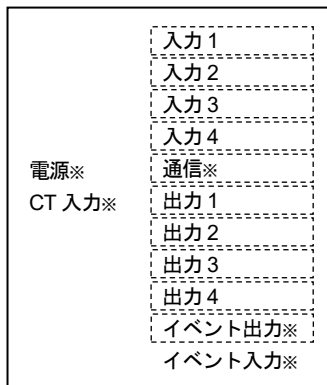 入力 1
入力 2
入力 3
入力 4
電源※
通信※
CT 入力※
出力 1
出力 2
出力 3
出力 4
イベント出力※
イベント入力※